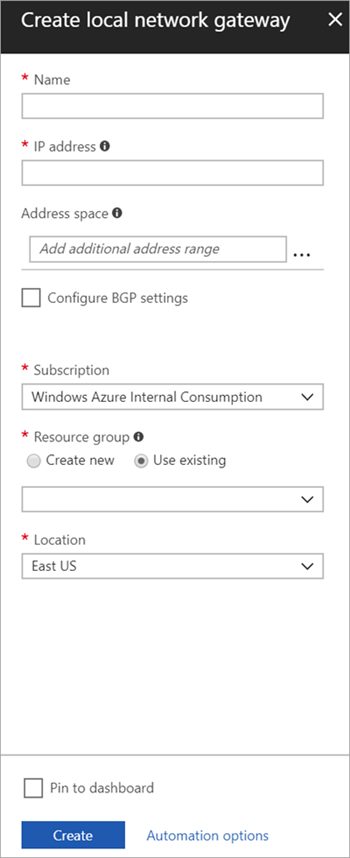 Create local network gateway
* Name
* IP address
Address space
Add additional address range
...
Configure BGP settings
* Subscription
Windows Azure Internal Consumption
* Resource group
Create new Use existing
* Location
East US
Pin to dashboard
Create Automation options